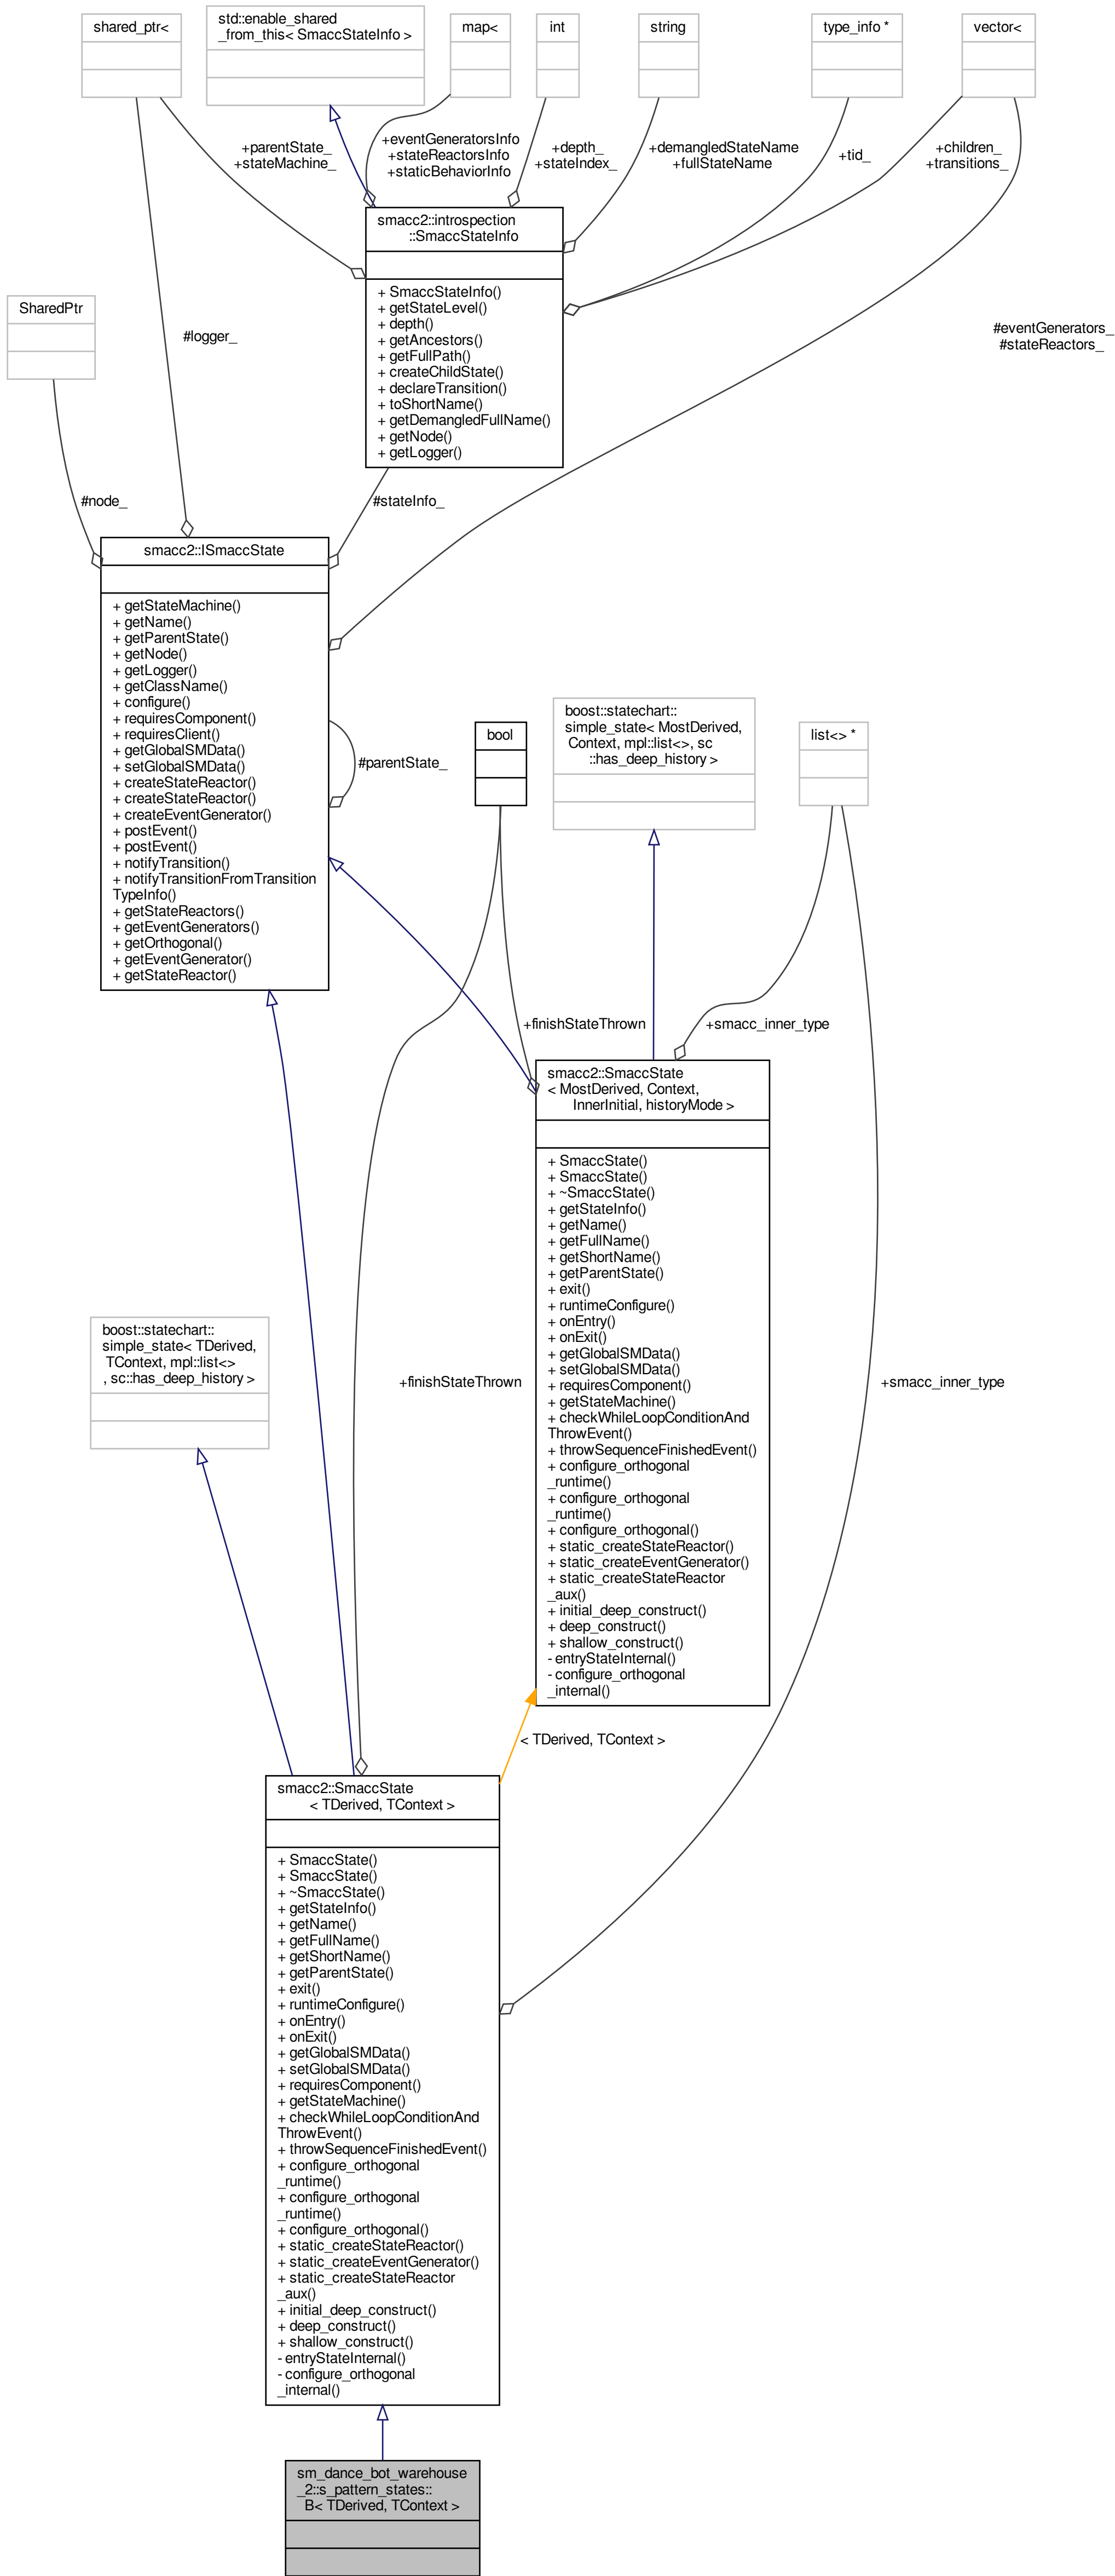 shared_ptr<
std::enable_shared
_from_this< SmaccStateInfo >
map<
int
string
type_info *
vector<
+parentState_
+stateMachine_
+eventGeneratorsInfo
+stateReactorsInfo
+staticBehaviorInfo
+depth_
+stateIndex_
+demangledStateName
+fullStateName
+tid_
+children_
+transitions_
smacc2::introspection
::SmaccStateInfo
+ SmaccStateInfo()
+ getStateLevel()
+ depth()
+ getAncestors()
+ getFullPath()
+ createChildState()
+ declareTransition()
+ toShortName()
+ getDemangledFullName()
+ getNode()
+ getLogger()
SharedPtr
#logger_
#eventGenerators_
#stateReactors_
#node_
#stateInfo_
smacc2::ISmaccState
+ getStateMachine()
+ getName()
+ getParentState()
+ getNode()
+ getLogger()
+ getClassName()
+ configure()
+ requiresComponent()
+ requiresClient()
+ getGlobalSMData()
+ setGlobalSMData()
+ createStateReactor()
+ createStateReactor()
+ createEventGenerator()
+ postEvent()
+ postEvent()
+ notifyTransition()
+ notifyTransitionFromTransition
TypeInfo()
+ getStateReactors()
+ getEventGenerators()
+ getOrthogonal()
+ getEventGenerator()
+ getStateReactor()
#parentState_
bool
boost::statechart::
simple_state< MostDerived,
Context, mpl::list<>, sc
::has_deep_history >
list<> *
+finishStateThrown
+smacc_inner_type
smacc2::SmaccState
< MostDerived, Context,
InnerInitial, historyMode >
+ SmaccState()
+ SmaccState()
+ ~SmaccState()
+ getStateInfo()
+ getName()
+ getFullName()
+ getShortName()
+ getParentState()
+ exit()
+ runtimeConfigure()
+ onEntry()
+ onExit()
+ getGlobalSMData()
+ setGlobalSMData()
+ requiresComponent()
+ getStateMachine()
+ checkWhileLoopConditionAnd
ThrowEvent()
+ throwSequenceFinishedEvent()
+ configure_orthogonal
_runtime()
+ configure_orthogonal
_runtime()
+ configure_orthogonal()
+ static_createStateReactor()
+ static_createEventGenerator()
+ static_createStateReactor
_aux()
+ initial_deep_construct()
+ deep_construct()
+ shallow_construct()
- entryStateInternal()
- configure_orthogonal
_internal()
boost::statechart::
simple_state< TDerived,
TContext, mpl::list<>
, sc::has_deep_history >
+finishStateThrown
+smacc_inner_type
< TDerived, TContext >
smacc2::SmaccState
< TDerived, TContext >
+ SmaccState()
+ SmaccState()
+ ~SmaccState()
+ getStateInfo()
+ getName()
+ getFullName()
+ getShortName()
+ getParentState()
+ exit()
+ runtimeConfigure()
+ onEntry()
+ onExit()
+ getGlobalSMData()
+ setGlobalSMData()
+ requiresComponent()
+ getStateMachine()
+ checkWhileLoopConditionAnd
ThrowEvent()
+ throwSequenceFinishedEvent()
+ configure_orthogonal
_runtime()
+ configure_orthogonal
_runtime()
+ configure_orthogonal()
+ static_createStateReactor()
+ static_createEventGenerator()
+ static_createStateReactor
_aux()
+ initial_deep_construct()
+ deep_construct()
+ shallow_construct()
- entryStateInternal()
- configure_orthogonal
_internal()
sm_dance_bot_warehouse
_2::s_pattern_states::
B< TDerived, TContext >